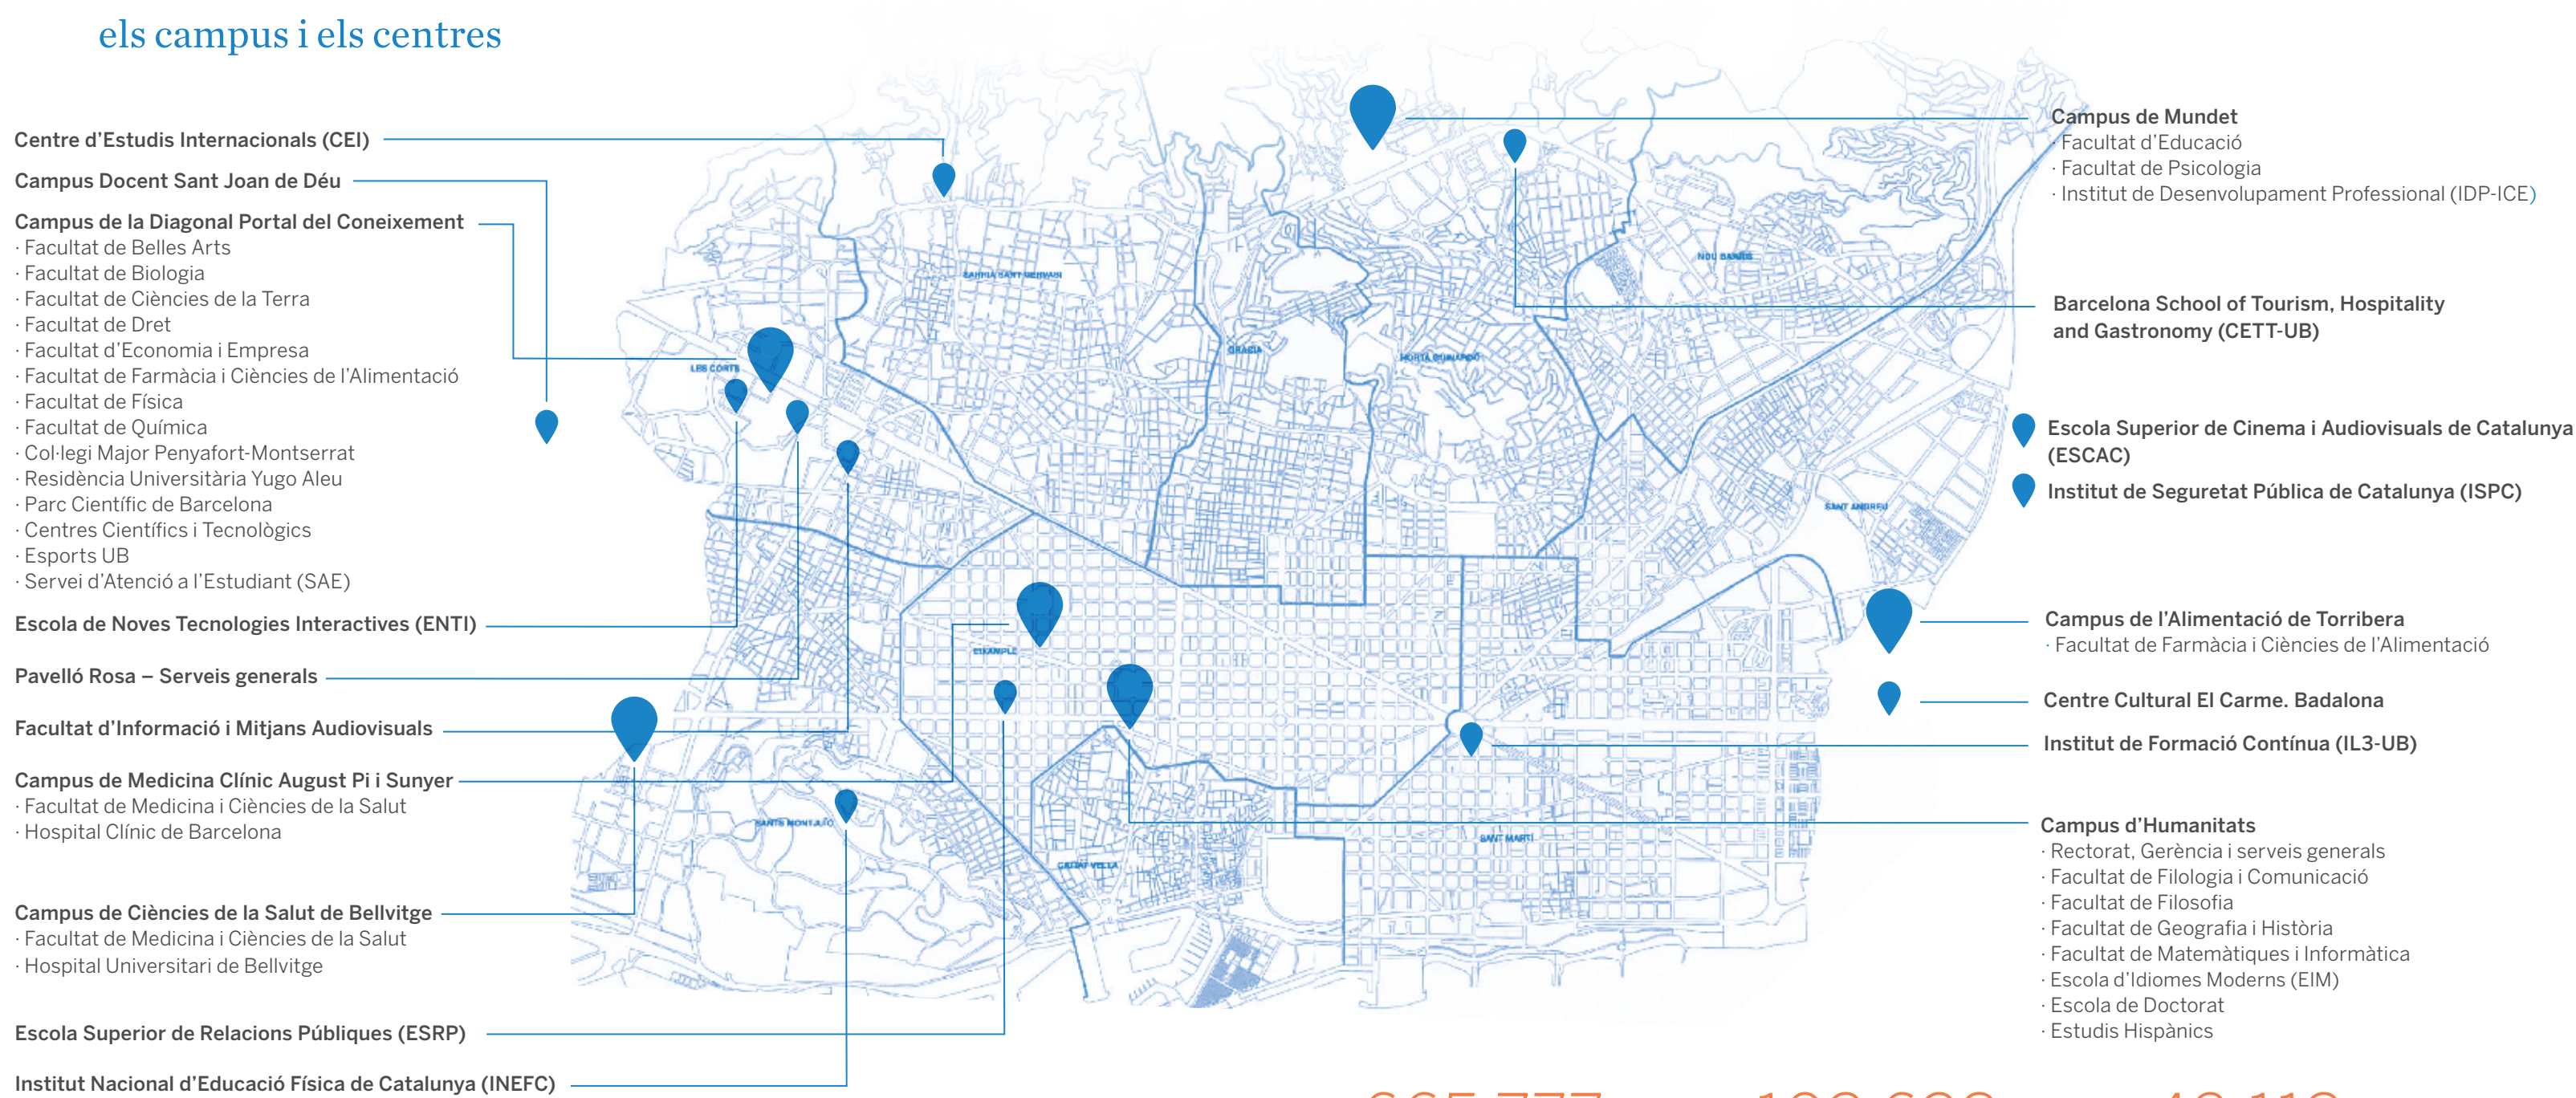 els campus i els centres
Centre d’Estudis Internacionals (CEI)
Campus Docent Sant Joan de Déu
Campus de la Diagonal Portal del Coneixement
· Facultat de Belles Arts
· Facultat de Biologia
· Facultat de Ciències de la Terra
· Facultat de Dret
· Facultat d’Economia i Empresa
· Facultat de Farmàcia i Ciències de l’Alimentació
· Facultat de Física
· Facultat de Química
· Col·legi Major Penyafort-Montserrat
· Residència Universitària Yugo Aleu
· Parc Científic de Barcelona
· Centres Científics i Tecnològics
· Esports UB
· Servei d’Atenció a l’Estudiant (SAE)
Escola de Noves Tecnologies Interactives (ENTI)
Pavelló Rosa – Serveis generals
Facultat d’Informació i Mitjans Audiovisuals
Campus de Medicina Clínic August Pi i Sunyer
· Facultat de Medicina i Ciències de la Salut
· Hospital Clínic de Barcelona
Campus de Ciències de la Salut de Bellvitge
· Facultat de Medicina i Ciències de la Salut
· Hospital Universitari de Bellvitge
Escola Superior de Relacions Públiques (ESRP)
Institut Nacional d’Educació Física de Catalunya (INEFC)
SARRIA SANT GERVASI
LES CORTS
GRACIA
HORTA GUINARDÓ
NOU BARRIS
SANT ANDREU
EIXAMPLE
SANTS MONTJUÏC
CIUTAT VELLA
SANT MARTÍ
Campus de Mundet
· Facultat d’Educació
· Facultat de Psicologia
· Institut de Desenvolupament Professional (IDP-ICE)
Barcelona School of Tourism, Hospitality
and Gastronomy (CETT-UB)
Escola Superior de Cinema i Audiovisuals de Catalunya
(ESCAC)
Institut de Seguretat Pública de Catalunya (ISPC)
Campus de l’Alimentació de Torribera
· Facultat de Farmàcia i Ciències de l’Alimentació
Centre Cultural El Carme. Badalona
Institut de Formació Contínua (IL3-UB)
Campus d’Humanitats
· Rectorat, Gerència i serveis generals
· Facultat de Filologia i Comunicació
· Facultat de Filosofia
· Facultat de Geografia i Història
· Facultat de Matemàtiques i Informàtica
· Escola d’Idiomes Moderns (EIM)
· Escola de Doctorat
· Estudis Hispànics